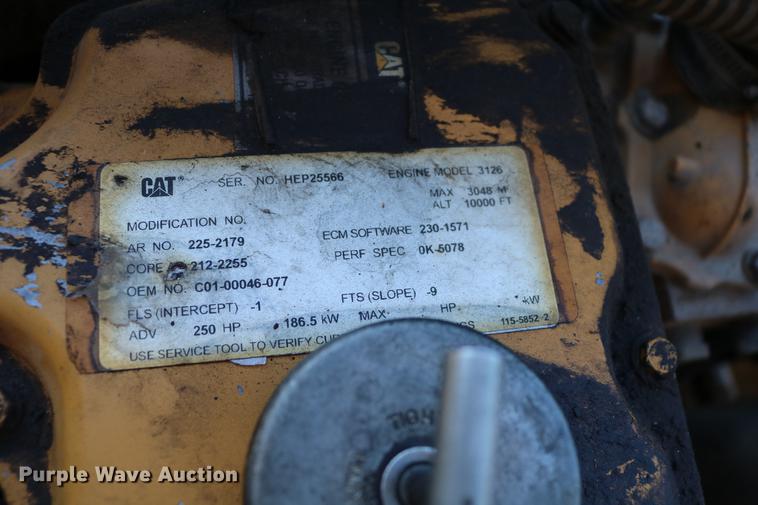 CAT
CAT® SER. NO. HEP25566 ENGINE MODEL 3126
MAX 3048 M
ALT 10000 FT
MODIFICATION NO.
AR NO. 225-2179 ECM SOFTWARE 230-1571
CORE 212-2255 PERF SPEC 0K-5078
OEM NO. C01-00046-077
FLS (INTERCEPT) -1 FTS (SLOPE) -9
ADV 250 HP 186.5 kW MAX HP kW
USE SERVICE TOOL TO VERIFY 115-5852-2
Purple Wave Auction